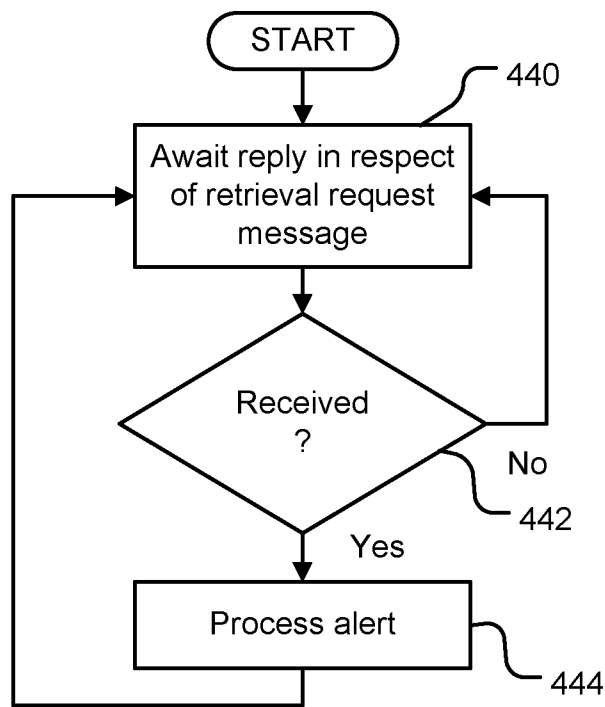 START
440
Await reply in respect
of retrieval request
message
Received
?
No
442
Yes
Process alert
444